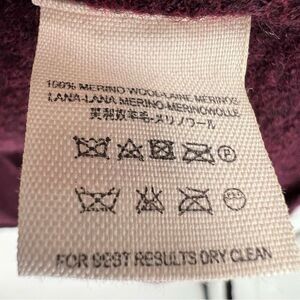 100% MERINO WOOL-LAINE MERINOS
LANA-LANA MERINO-MERINOWOLLE
美利奴羊毛-メリノウール
P
FOR BEST RESULTS DRY CLEAN